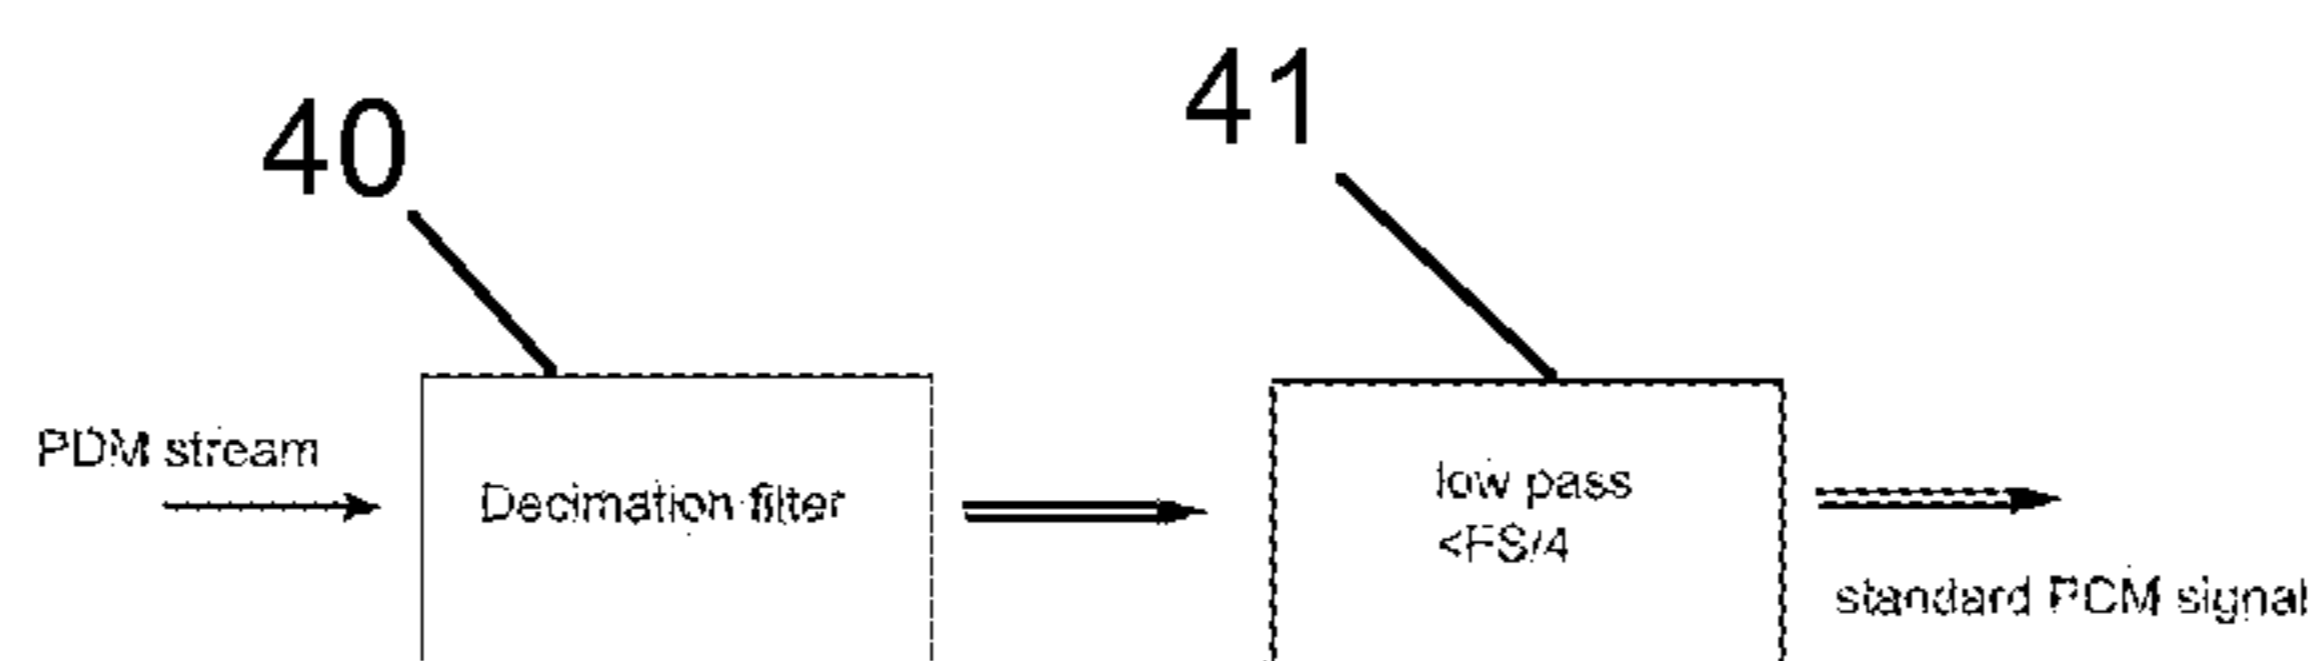 40
41
PDM stream
Decimation filter
low pass
<FS/4
standard PCM signal